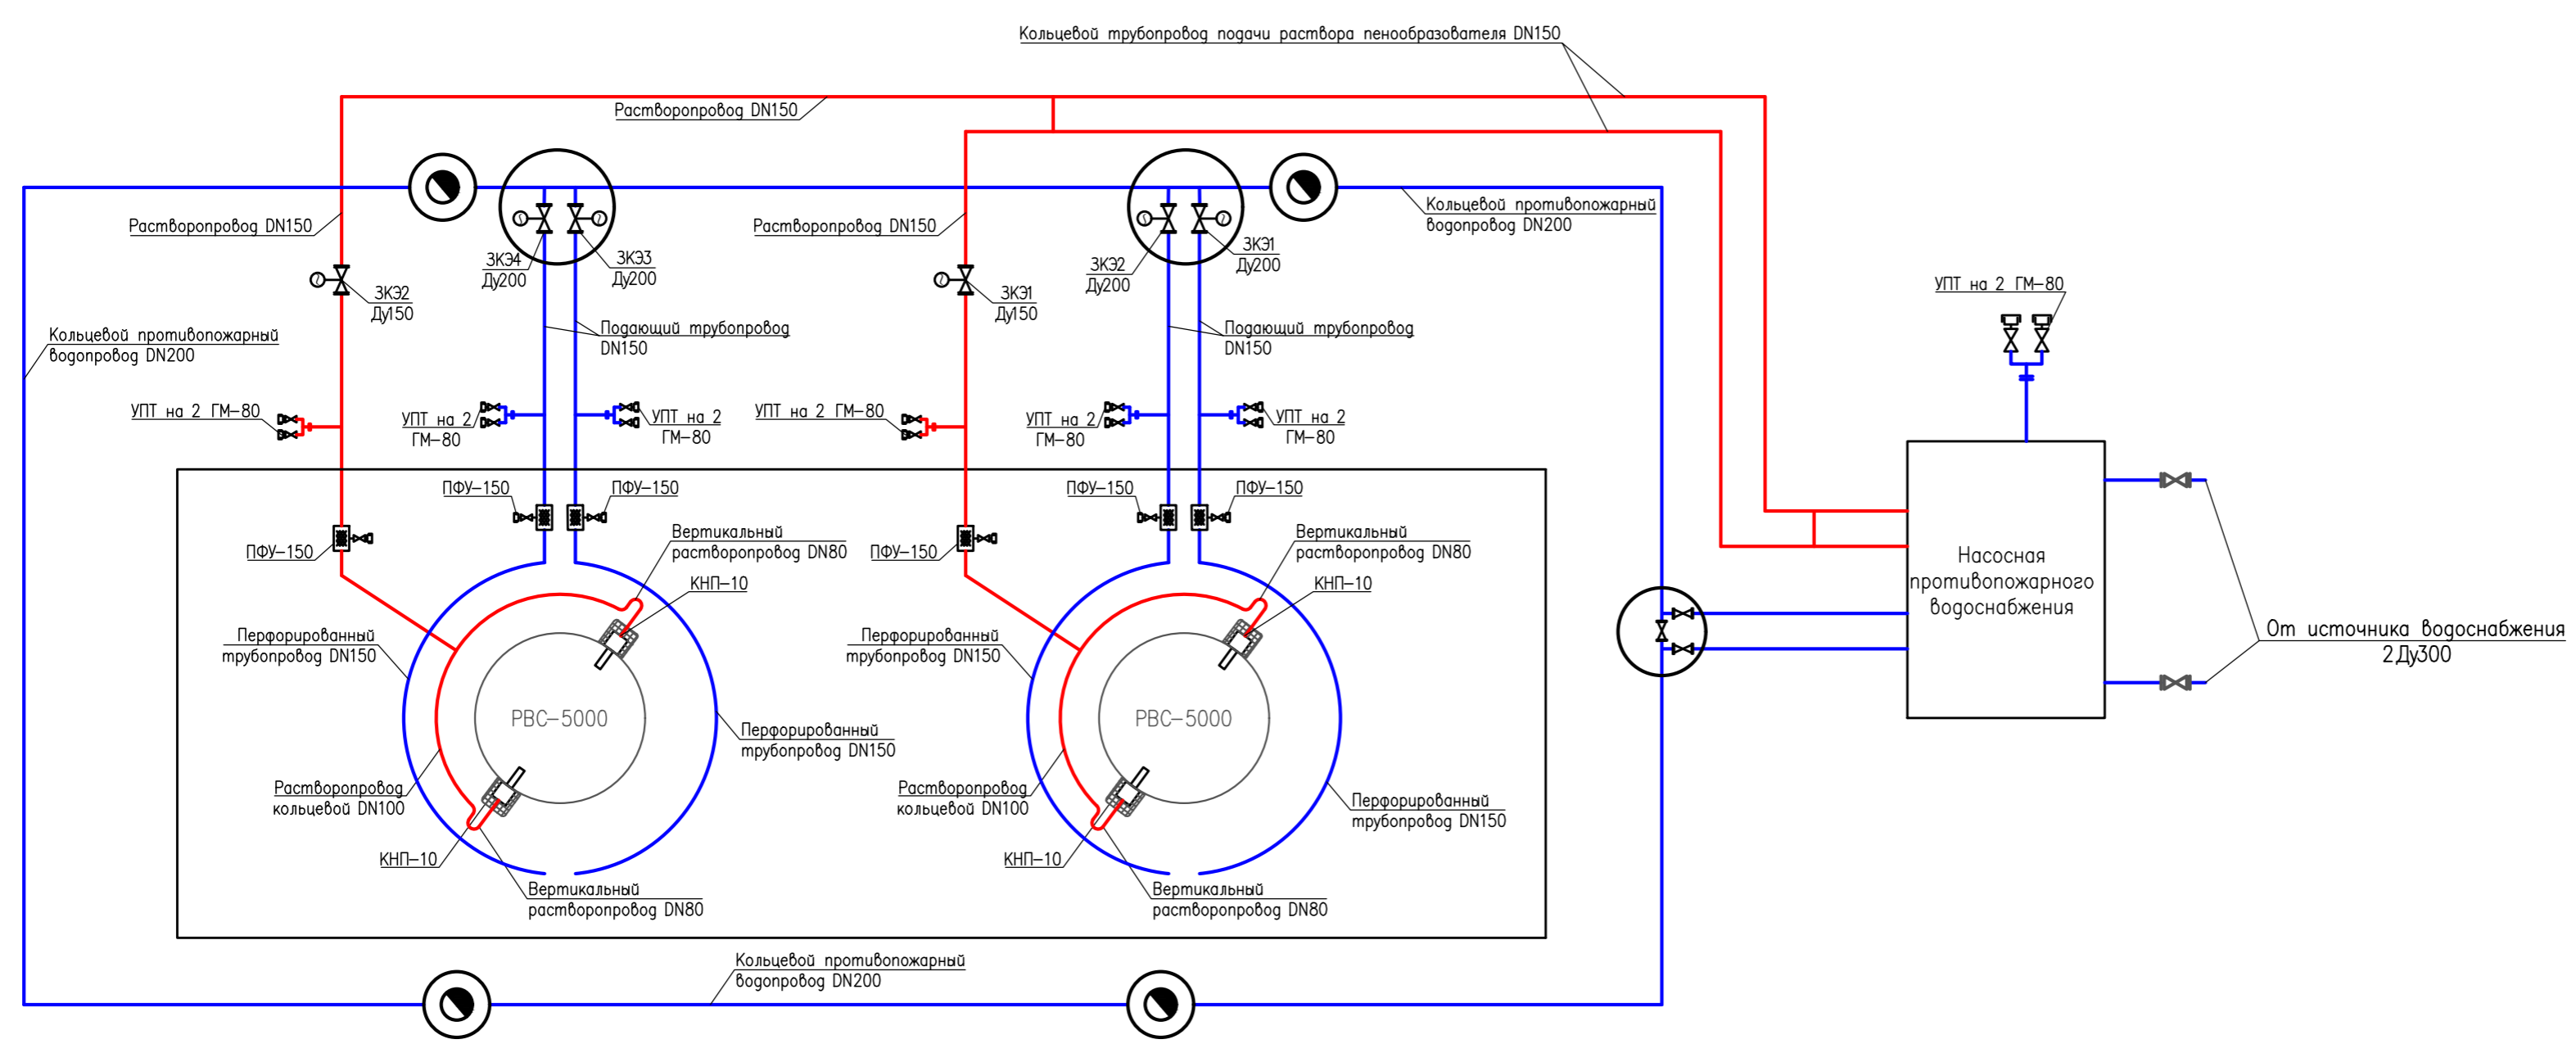 Кольцевой трубопровод подачи раствора пенообразователя DN150
Растворопровод DN150
Растворопровод DN150
Растворопровод DN150
Кольцевой противопожарный
водопровод DN200
ЗКЭ4
Ду200
ЗКЭ3
Ду200
ЗКЭ2
Ду200
ЗКЭ1
Ду200
ЗКЭ2
Ду150
ЗКЭ1
Ду150
УПТ на 2 ГМ-80
Кольцевой противопожарный
водопровод DN200
Подающий трубопровод
DN150
Подающий трубопровод
DN150
УПТ на 2 ГМ-80
УПТ на 2
ГМ-80
УПТ на 2
ГМ-80
УПТ на 2 ГМ-80
УПТ на 2
ГМ-80
УПТ на 2
ГМ-80
ПФУ-150
ПФУ-150
ПФУ-150
ПФУ-150
ПФУ-150
ПФУ-150
Вертикальный
растворопровод DN80
Вертикальный
растворопровод DN80
КНП-10
КНП-10
Насосная
противопожарного
водоснабжения
Перфорированный
трубопровод DN150
Перфорированный
трубопровод DN150
От источника водоснабжения
2Ду300
РВС-5000
РВС-5000
Перфорированный
трубопровод DN150
Растворопровод
кольцевой DN100
Растворопровод
кольцевой DN100
Перфорированный
трубопровод DN150
КНП-10
КНП-10
Вертикальный
растворопровод DN80
Вертикальный
растворопровод DN80
Кольцевой противопожарный
водопровод DN200